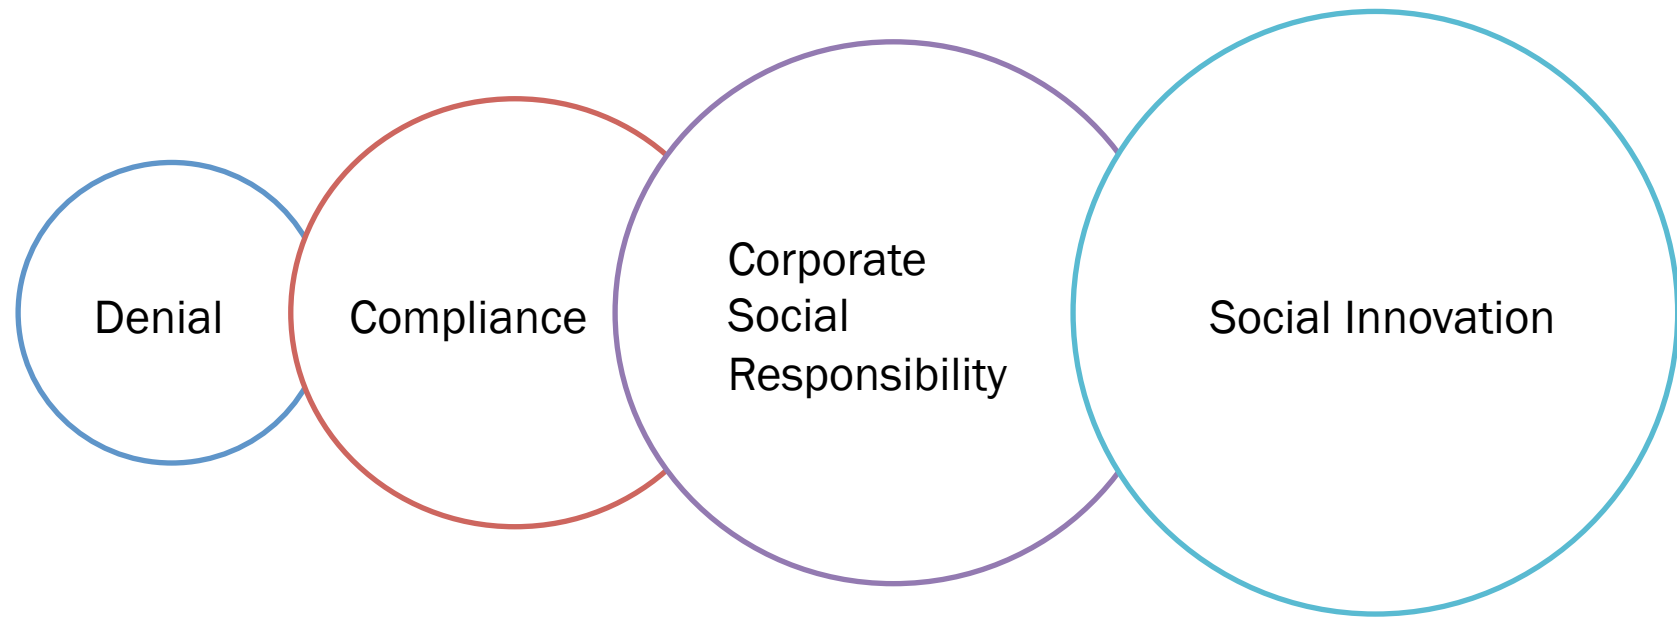 Denial
Compliance
Corporate
Social
Responsibility
Social Innovation